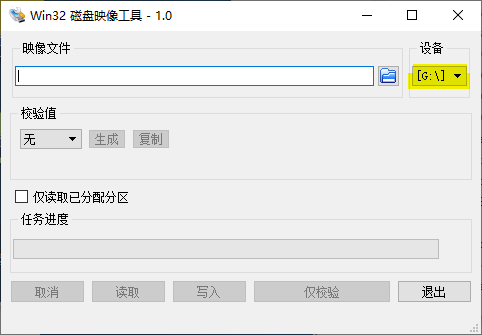 Win32 磁盘映像工具 - 1.0
映像文件
设备
[G:\]
校验值
无
生成
复制
仅读取已分配分区
任务进度
取消
读取
写入
仅校验
退出